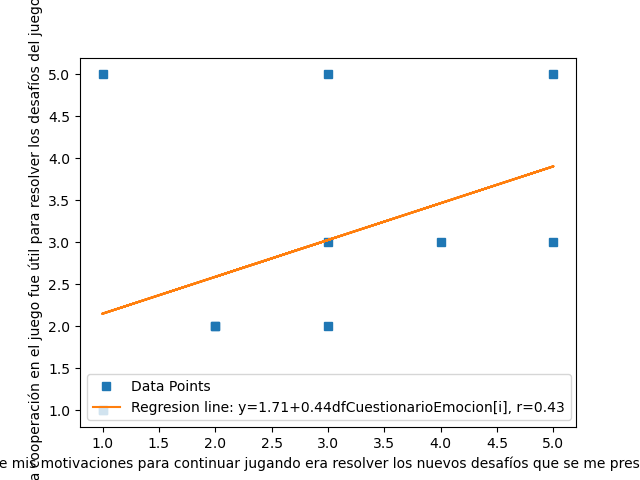 a cooperación en el juego fue útil para resolver los desafíos del juego
5.0
4.5
4.0
3.5
3.0
2.5
2.0
1.5
1.0
Data Points
Regresion line: y=1.71+0.44dfCuestionarioEmocion[i], r=0.43
1.0 1.5 2.0 2.5 3.0 3.5 4.0 4.5 5.0
e mis motivaciones para continuar jugando era resolver los nuevos desafíos que se me pres